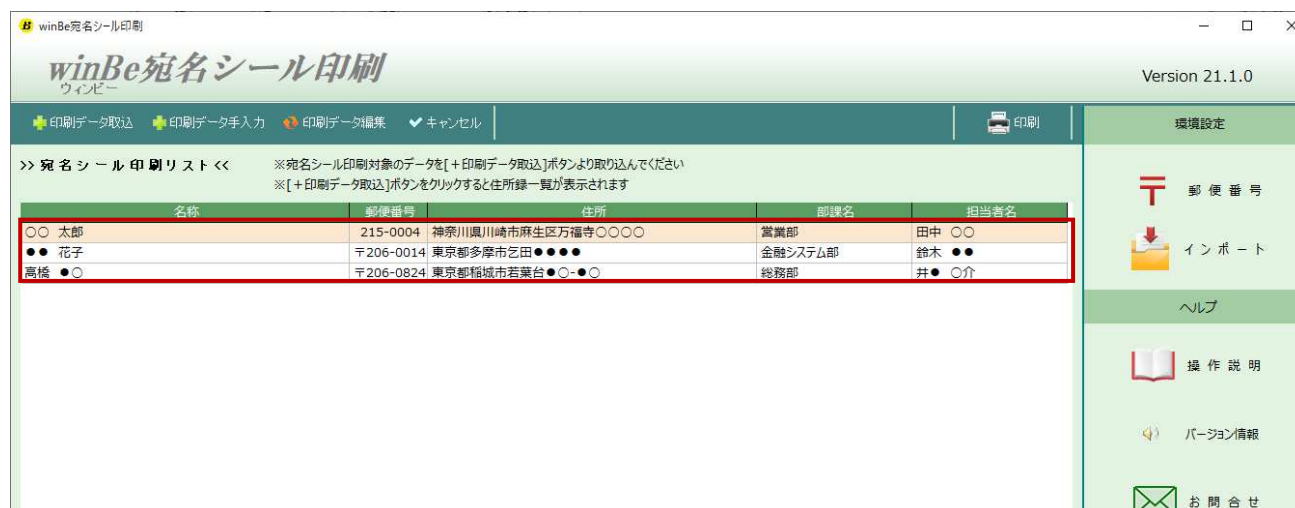 winBe宛名シール印刷
winBe宛名シール印刷
ウィンビー
Version 21.1.0
印刷データ取込 印刷データ手入力 印刷データ編集 キャンセル 印刷 環境設定
>> 宛名シール印刷リスト << ※宛名シール印刷対象のデータを[+印刷データ取込]ボタンより取り込んでください
※[+印刷データ取込]ボタンをクリックすると住所録一覧が表示されます
名称 郵便番号 住所 部課名 担当者名
○○ 太郎 215-0004 神奈川県川崎市麻生区万福寺○○○○ 営業部 田中 ○○
●● 花子 〒206-0014 東京都多摩市乞田●●●● 金融システム部 鈴木 ●●
高橋 ●○ 〒206-0824 東京都稲城市若葉台●○-●○ 総務部 井● ○介
郵便番号
インポート
ヘルプ
操作説明
バージョン情報
お問合せ